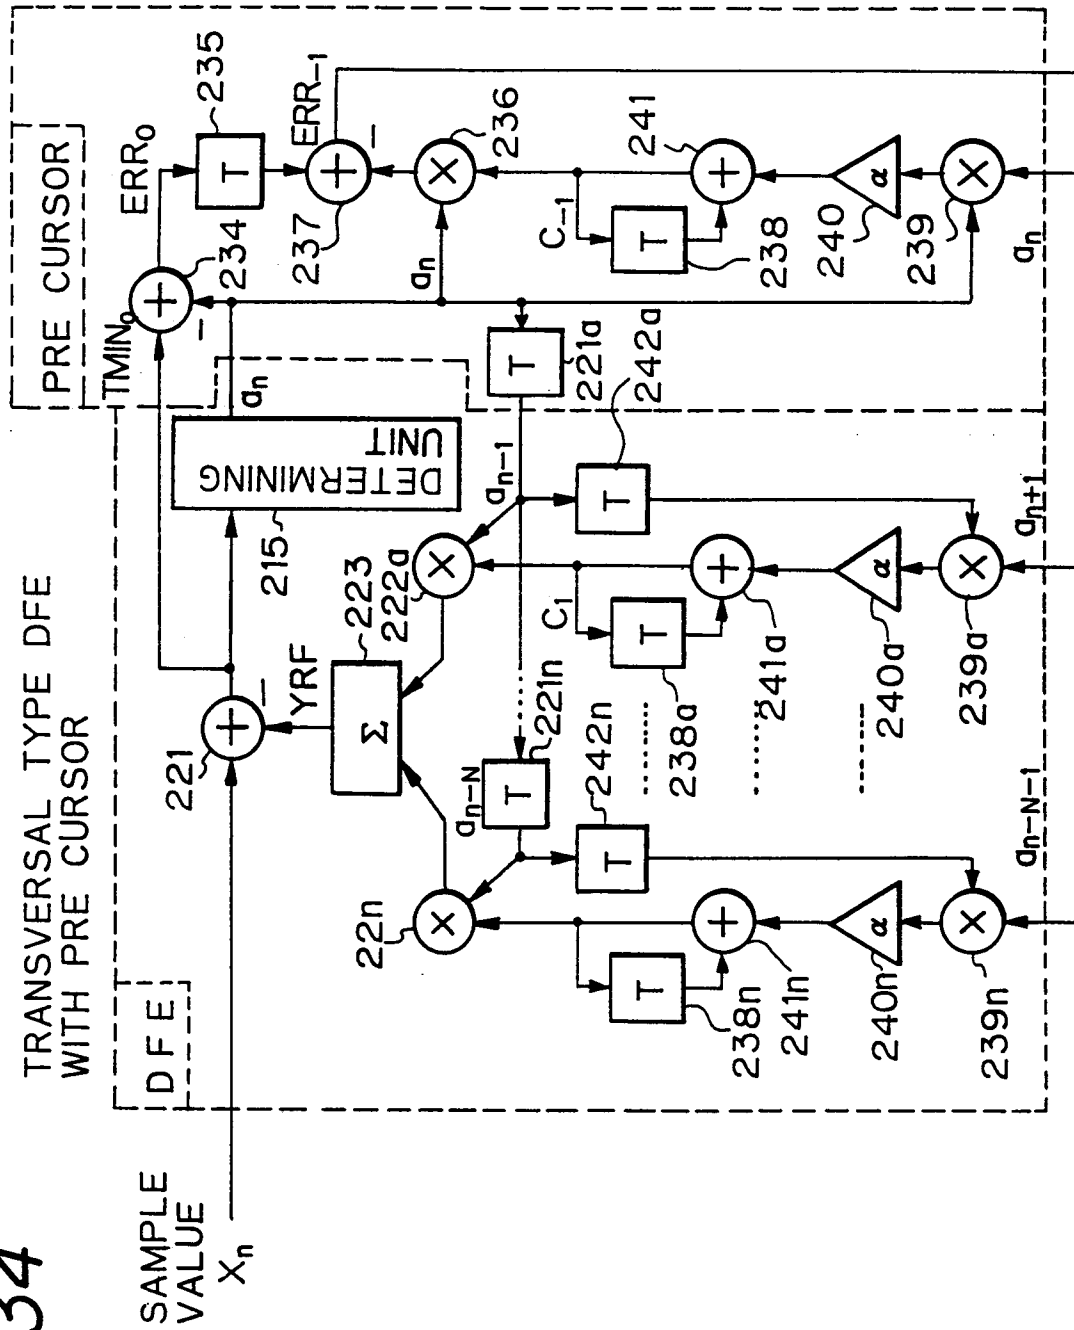 34
TRANSVERSAL TYPE DFE
WITH PRE CURSOR
SAMPLE
VALUE
Xn
DFE
PRE CURSOR
221
YRF
223
Σ
215
DETERMINING
UNIT
an
TMIN0
234
ERR0
235
T
237
ERR-1
236
an
22n
222a
an-N
221n
T
an-1
221a
T
242n
T
242a
T
238n
T
241n
240n
α
239n
an-N-1
C1
238a
T
241a
240a
α
239a
an+1
C-1
238
T
241
240
α
239
an